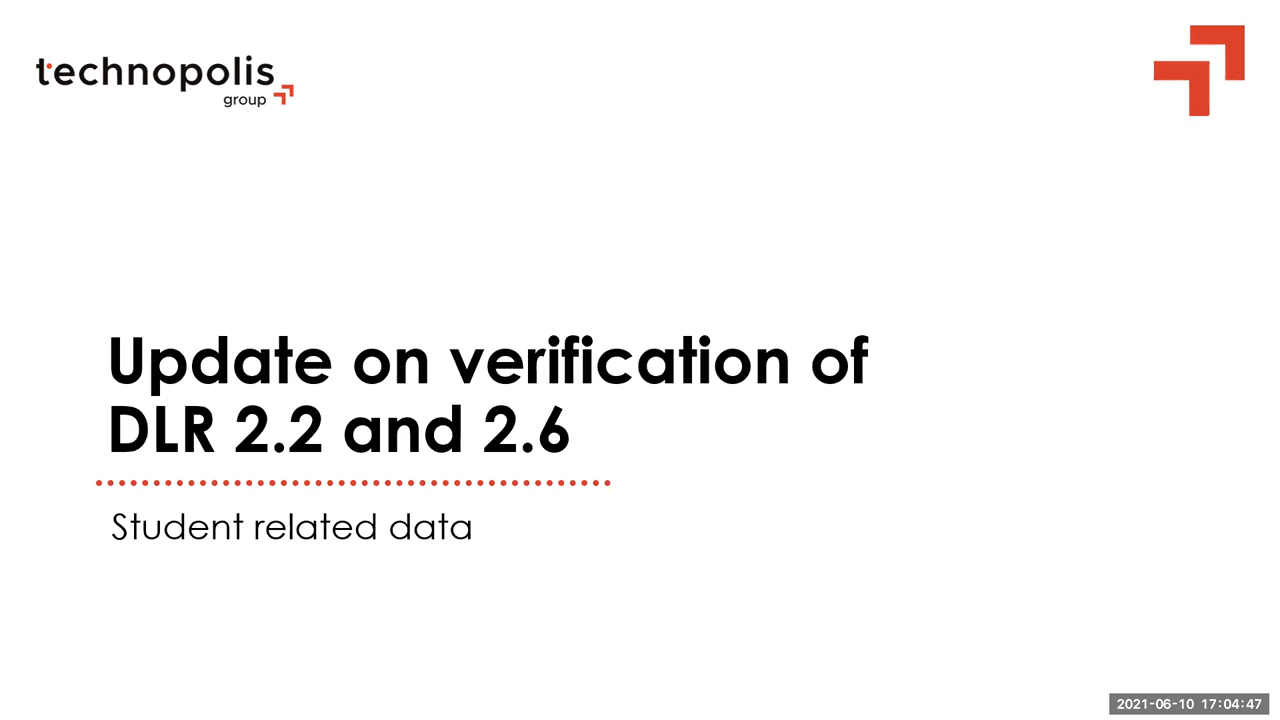 technopolis
group
Update on verification of
DLR 2.2 and 2.6
Student related data
2021-06-10 17:04:47